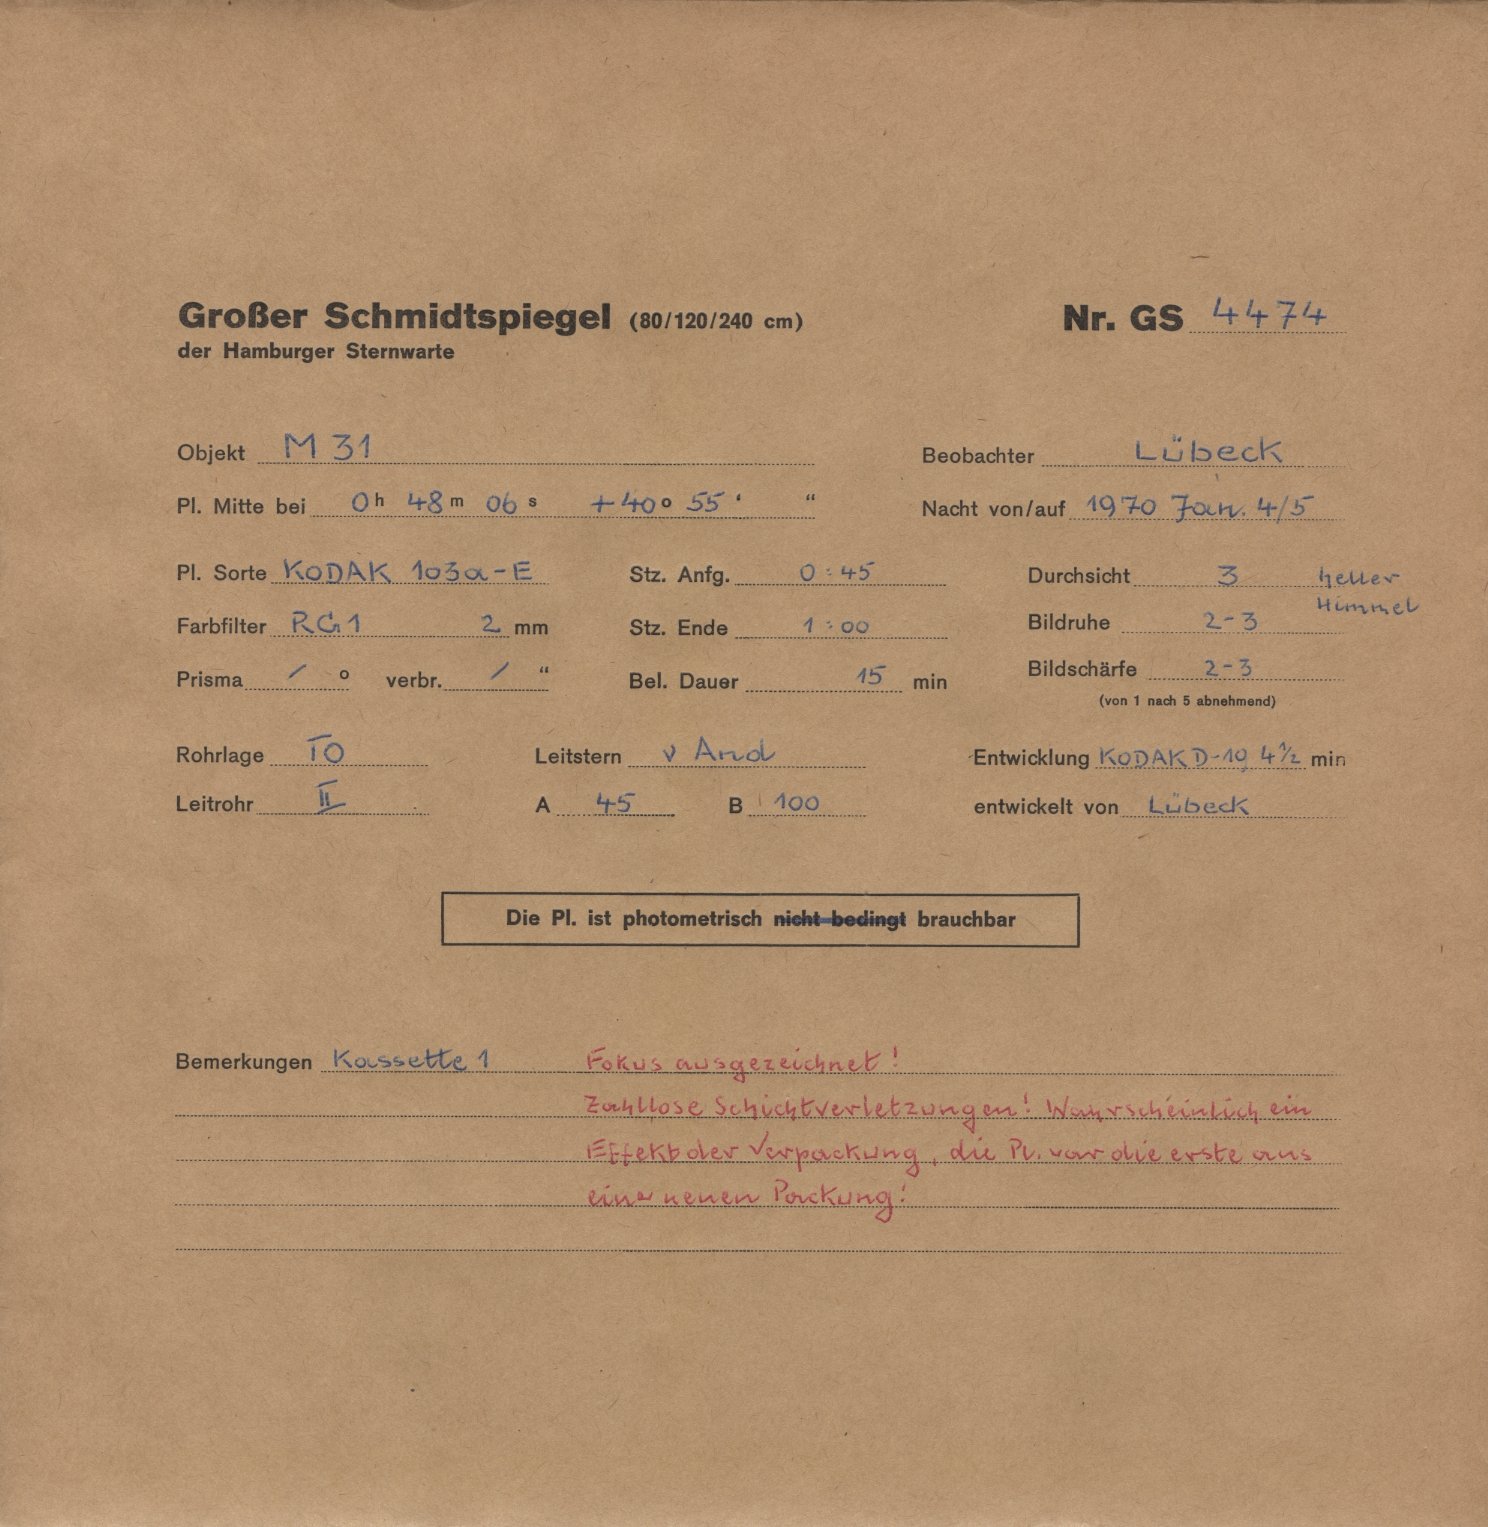 Großer Schmidtspiegel (80/120/240 cm) Nr. GS 4474
der Hamburger Sternwarte
Objekt M 31 Beobachter Lübeck
Pl. Mitte bei 0 h 48 m 06 s +40 o 55 ‘ “ Nacht von/auf 1970 Jan. 4/5
Pl. Sorte KODAK 103a-E Stz. Anfg. 0:45 Durchsicht 3 heller
Himmel
Farbfilter RG1 2 mm Stz. Ende 1:00 Bildruhe 2-3
Prisma / o verbr. / “ Bel. Dauer 15 min Bildschärfe 2-3
(von 1 nach 5 abnehmend)
Rohrlage TO Leitstern ν And Entwicklung KODAK D-19, 4½ min
Leitrohr II A 45 B 100 entwickelt von Lübeck
Die Pl. ist photometrisch nicht bedingt brauchbar
Bemerkungen Kassette 1 Fokus ausgezeichnet!
Zahllose Schichtverletzungen! Wahrscheinlich ein
Effekt der Verpackung, die Pl. war die erste aus
einer neuen Packung!